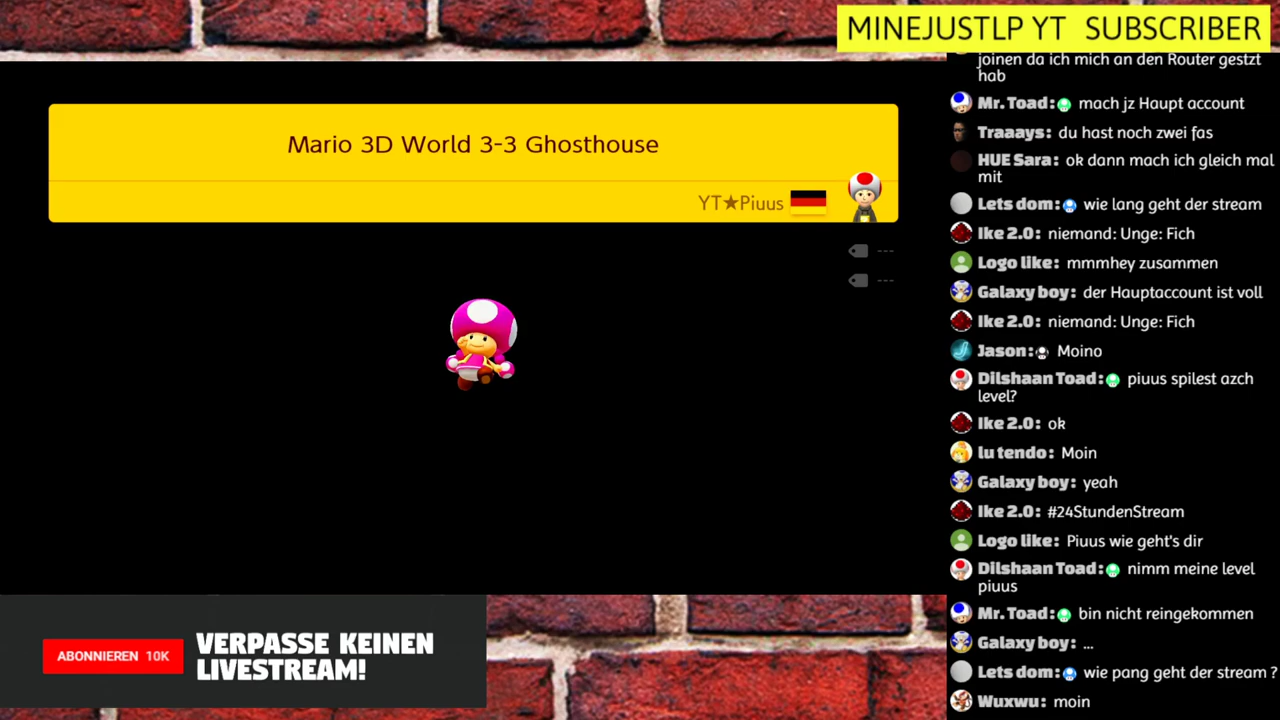 MINEJUSTLP YT SUBSCRIBER
Mario 3D World 3-3 Ghosthouse
YT★Piuus
---
---
ABONNIEREN 10K
VERPASSE KEINEN
LIVESTREAM!
joinen da ich mich an den Router gestzt
hab
Mr. Toad: mach jz Haupt account
Traaays: du hast noch zwei fas
HUE Sara: ok dann mach ich gleich mal
mit
Lets dom: wie lang geht der stream
Ike 2.0: niemand: Unge: Fich
Logo like: mmmhey zusammen
Galaxy boy: der Hauptaccount ist voll
Ike 2.0: niemand: Unge: Fich
Jason: Moino
Dilshaan Toad: piuus spilest azch
level?
Ike 2.0: ok
lu tendo: Moin
Galaxy boy: yeah
Ike 2.0: #24StundenStream
Logo like: Piuus wie geht's dir
Dilshaan Toad: nimm meine level
piuus
Mr. Toad: bin nicht reingekommen
Galaxy boy: ...
Lets dom: wie pang geht der stream ?
Wuxwu: moin